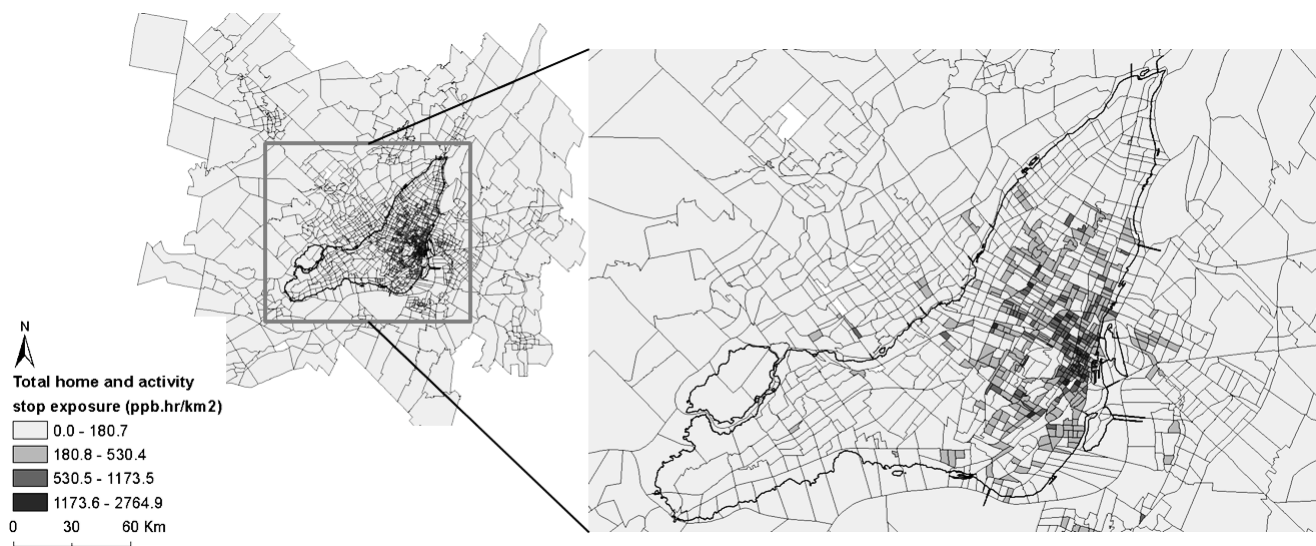 N
Total home and activity
stop exposure (ppb.hr/km2)
0.0 - 180.7
180.8 - 530.4
530.5 - 1173.5
1173.6 - 2764.9
0 30 60 Km